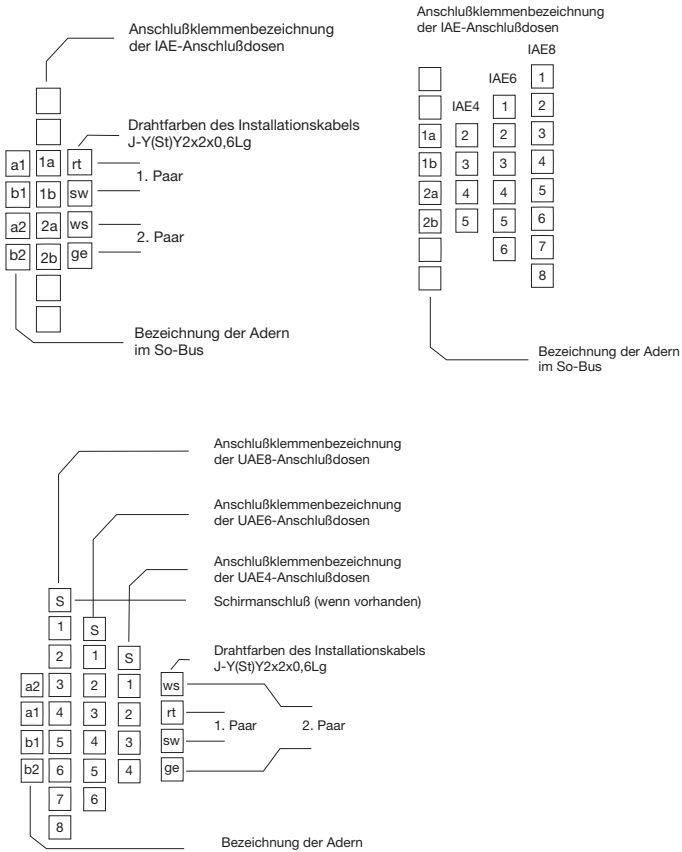 Anschlußklemmenbezeichnung
der IAE-Anschlußdosen
Drahtfarben des Installationskabels
J-Y(St)Y2x2x0,6Lg
a1 1a rt
1. Paar
b1 1b sw
a2 2a ws
2. Paar
b2 2b ge
Bezeichnung der Adern
im So-Bus
Anschlußklemmenbezeichnung
der IAE-Anschlußdosen
IAE8
IAE6 1
IAE4 1 2
1a 2 2 3
1b 3 3 4
2a 4 4 5
2b 5 5 6
6 7
8
Bezeichnung der Adern
im So-Bus
Anschlußklemmenbezeichnung
der UAE8-Anschlußdosen
Anschlußklemmenbezeichnung
der UAE6-Anschlußdosen
Anschlußklemmenbezeichnung
der UAE4-Anschlußdosen
S Schirmanschluß (wenn vorhanden)
1 S
Drahtfarben des Installationskabels
J-Y(St)Y2x2x0,6Lg
2 1 S
a2 3 2 1 ws
a1 4 3 2 rt
1. Paar 2. Paar
b1 5 4 3 sw
b2 6 5 4 ge
7 6
8
Bezeichnung der Adern